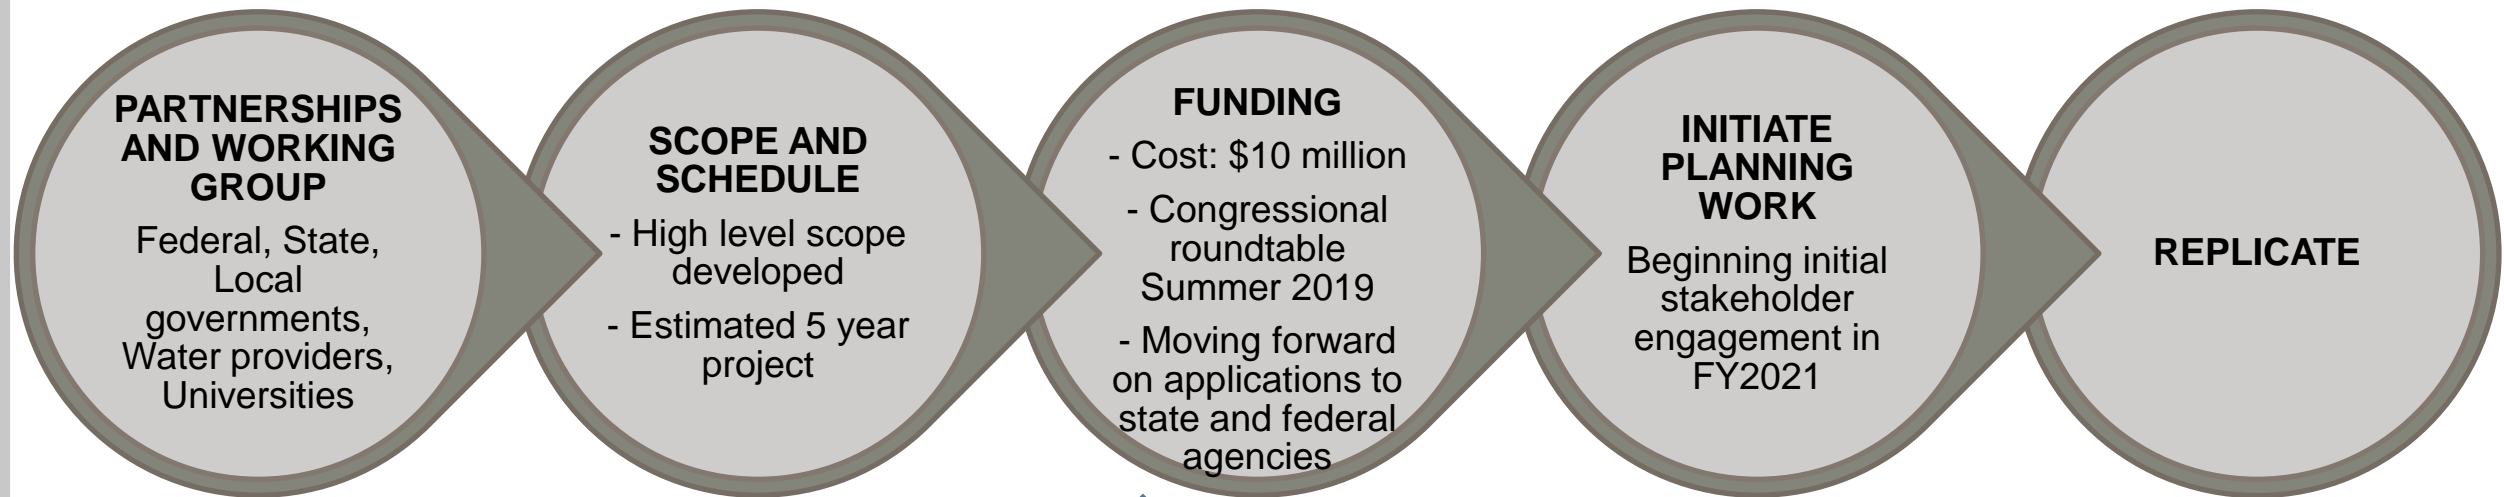 PARTNERSHIPS
AND WORKING
GROUP
Federal, State,
Local
governments,
Water providers,
Universities
SCOPE AND
SCHEDULE
- High level scope
developed
- Estimated 5 year
project
FUNDING
- Cost: $10 million
- Congressional
roundtable
Summer 2019
- Moving forward
on applications to
state and federal
agencies
INITIATE
PLANNING
WORK
Beginning initial
stakeholder
engagement in
FY2021
REPLICATE